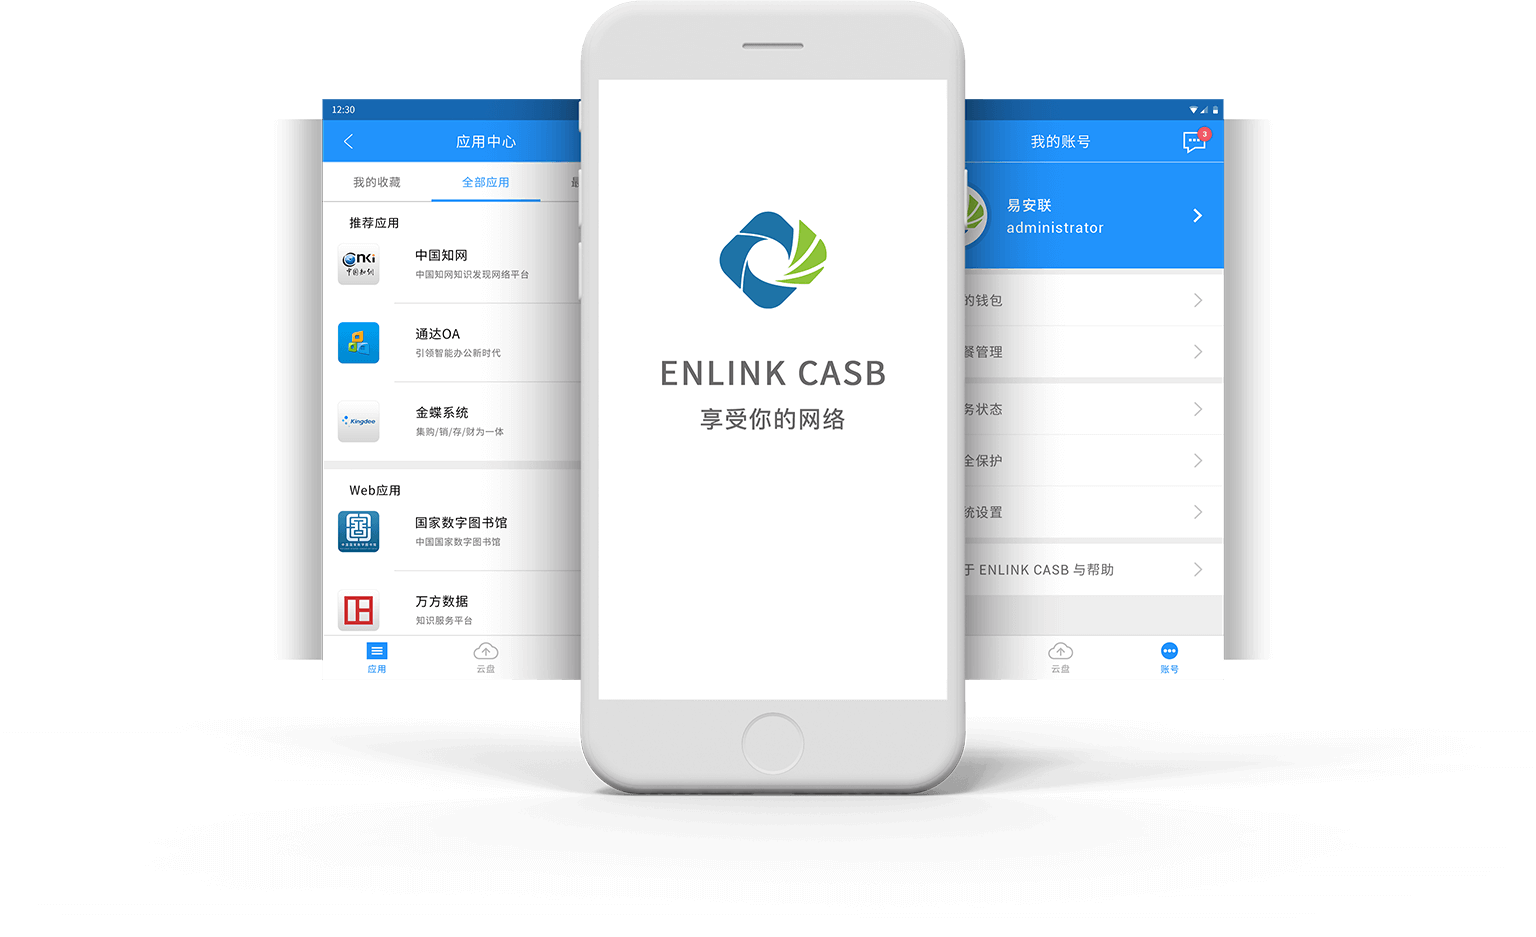 12:30
应用中心
我的收藏
全部应用
推荐应用
CNKi
中国知网
中国知网
中国知网知识发现网络平台
通达OA
引领智能办公新时代
Kingdee
金蝶系统
集购/销/存/财为一体
Web应用
国家数字图书馆
中国国家数字图书馆
万方数据
知识服务平台
应用
云盘
ENLINK CASB
享受你的网络
我的账号
3
易安联
administrator
的钱包
餐管理
务状态
全保护
统设置
于 ENLINK CASB 与帮助
云盘
账号